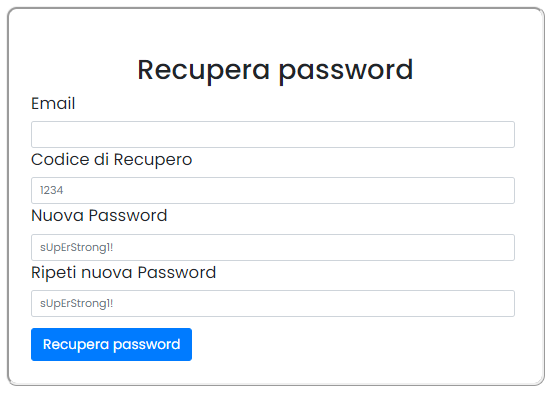 Recupera password
Email
Codice di Recupero
1234
Nuova Password
sUpErStrong1!
Ripeti nuova Password
sUpErStrong1!
Recupera password